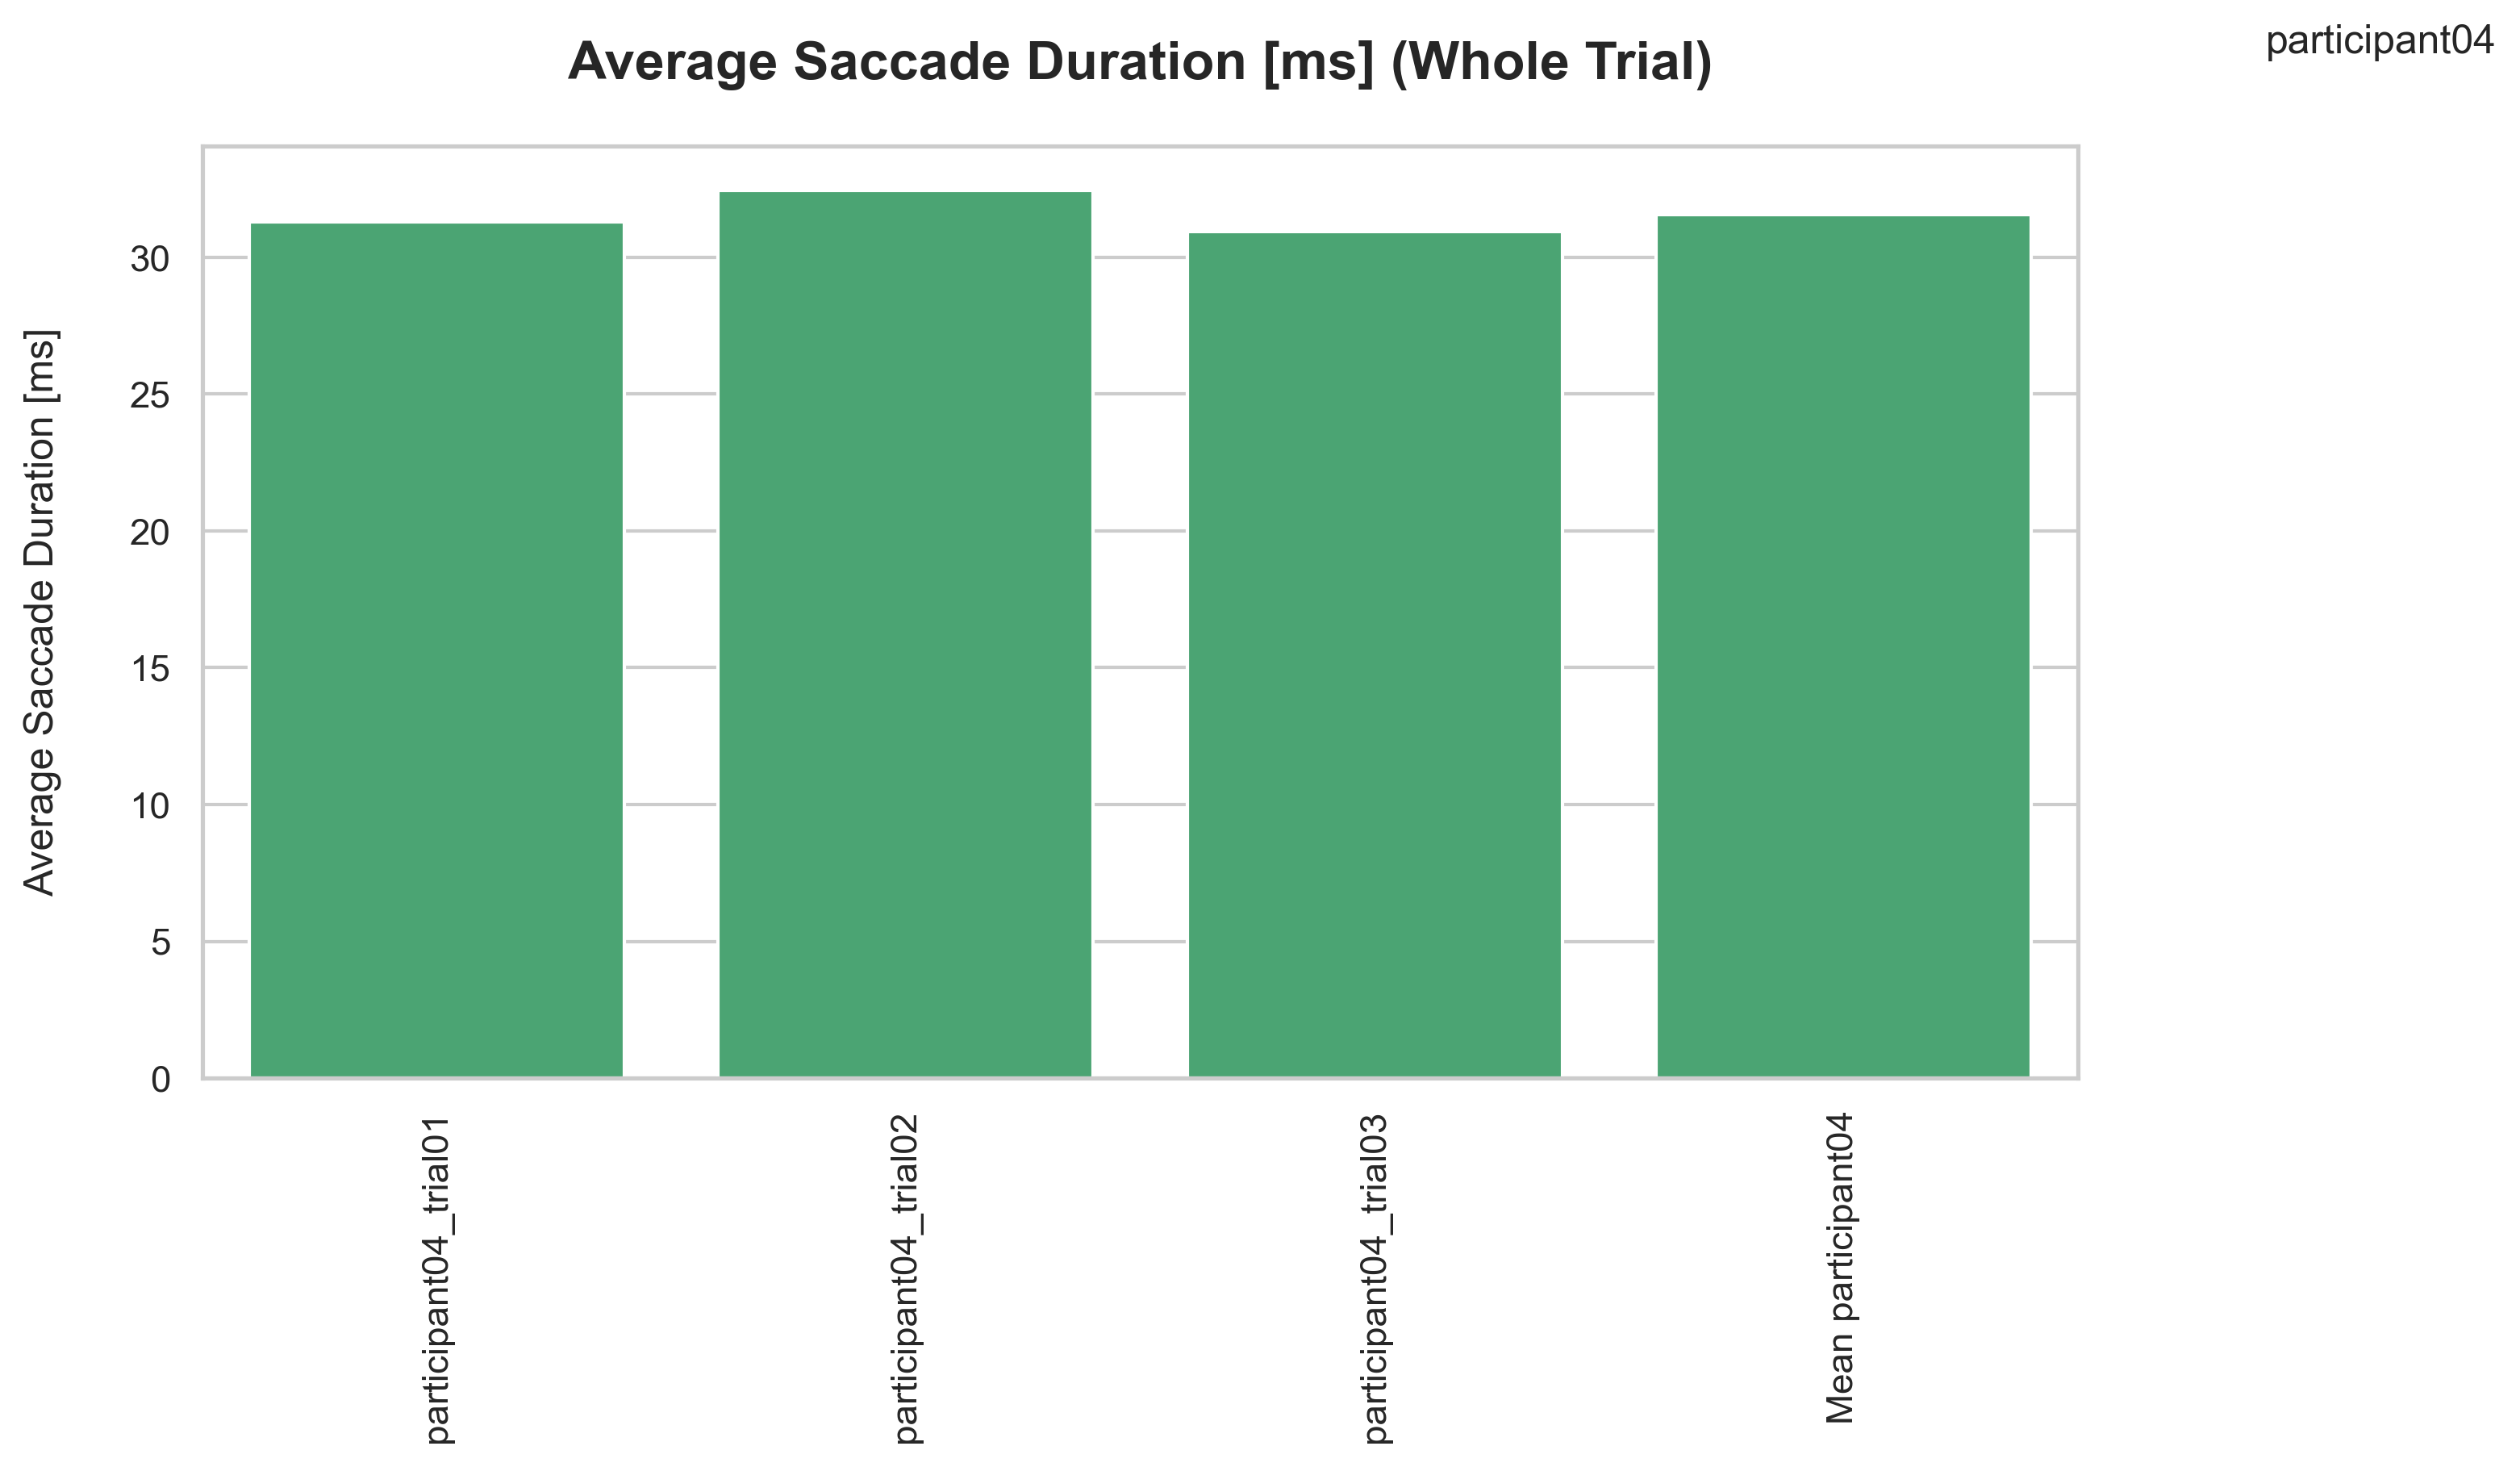 participant04
Average Saccade Duration [ms] (Whole Trial)
Average Saccade Duration [ms]
30
25
20
15
10
5
0
participant04_trial01
participant04_trial02
participant04_trial03
Mean participant04